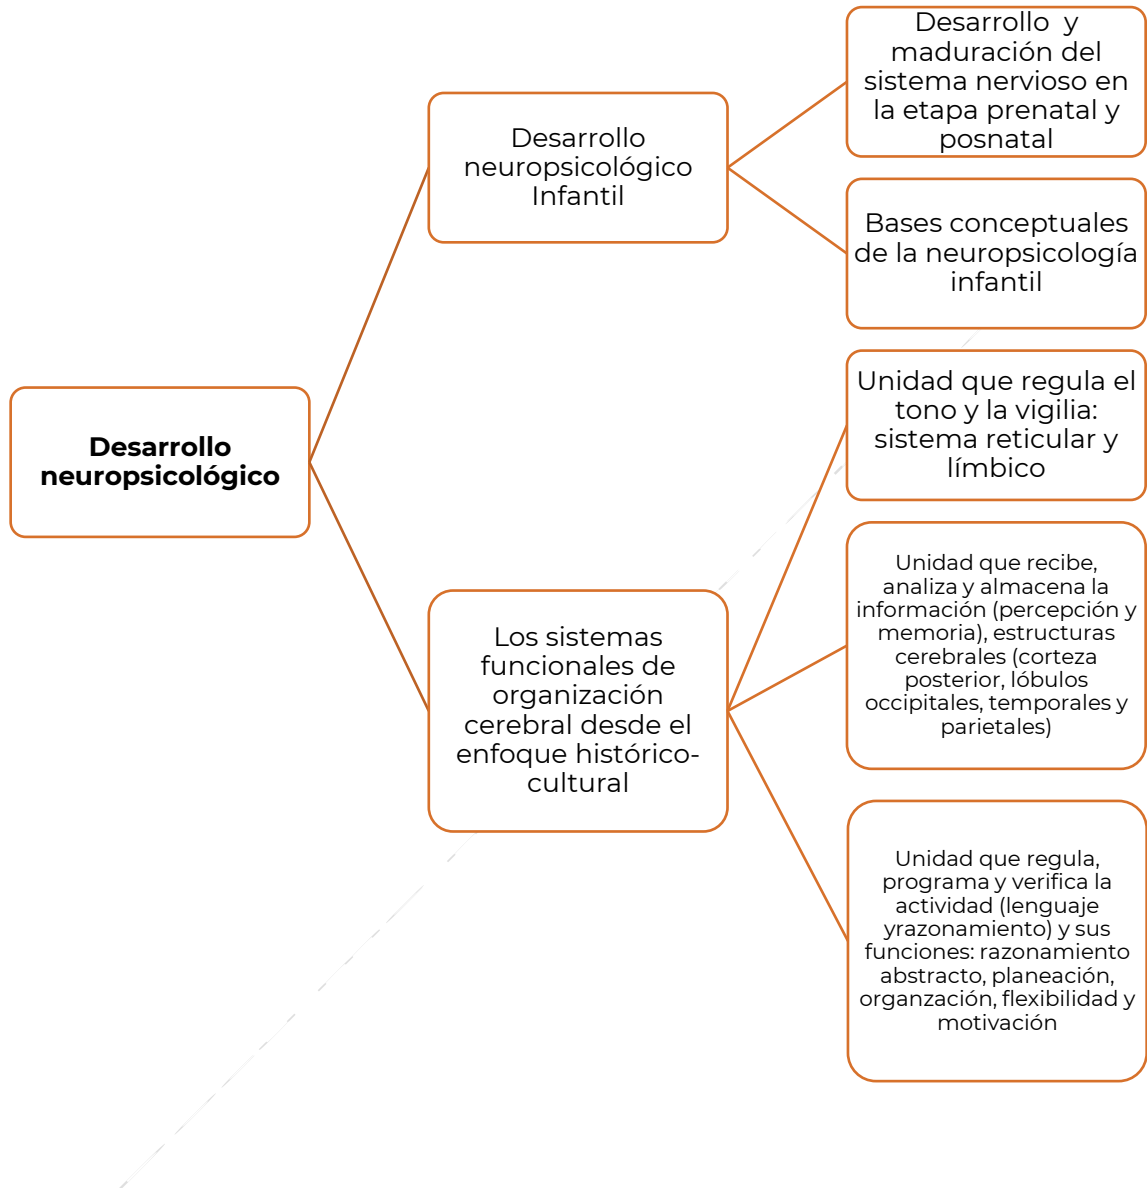 Desarrollo
neuropsicológico
Desarrollo
neuropsicológico
Infantil
Desarrollo y
maduración del
sistema nervioso en
la etapa prenatal y
posnatal
Bases conceptuales
de la neuropsicología
infantil
Los sistemas
funcionales de
organización
cerebral desde el
enfoque histórico-
cultural
Unidad que regula el
tono y la vigilia:
sistema reticular y
límbico
Unidad que recibe,
analiza y almacena la
información (percepción y
memoria), estructuras
cerebrales (corteza
posterior, lóbulos
occipitales, temporales y
parietales)
Unidad que regula,
programa y verifica la
actividad (lenguaje
yrazonamiento) y sus
funciones: razonamiento
abstracto, planeación,
organzación, flexibilidad y
motivación